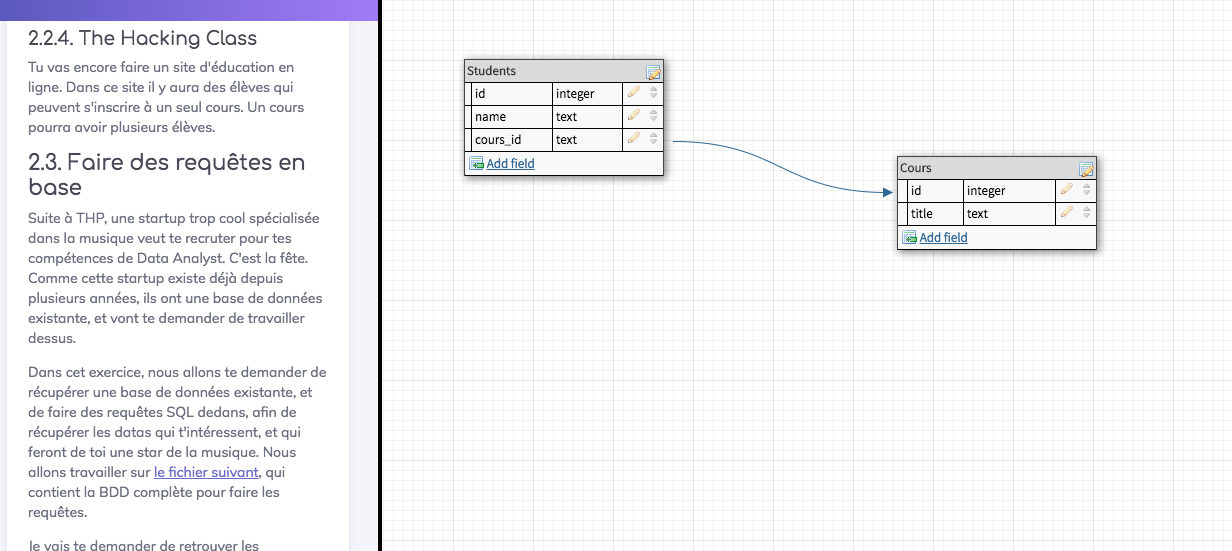 2.2.4. The Hacking Class
Tu vas encore faire un site d'éducation en
ligne. Dans ce site il y aura des élèves qui
peuvent s'inscrire à un seul cours. Un cours
pourra avoir plusieurs élèves.
2.3. Faire des requêtes en
base
Suite à THP, une startup trop cool spécialisée
dans la musique veut te recruter pour tes
compétences de Data Analyst. C'est la fête.
Comme cette startup existe déjà depuis
plusieurs années, ils ont une base de données
existante, et vont te demander de travailler
dessus.
Dans cet exercice, nous allons te demander de
récupérer une base de données existante, et
de faire des requêtes SQL dedans, afin de
récupérer les datas qui t'intéressent, et qui
feront de toi une star de la musique. Nous
allons travailler sur le fichier suivant, qui
contient la BDD complète pour faire les
requêtes.
Je vais te demander de retrouver les
Students
id integer
name text
cours_id text
Add field
Cours
id integer
title text
Add field